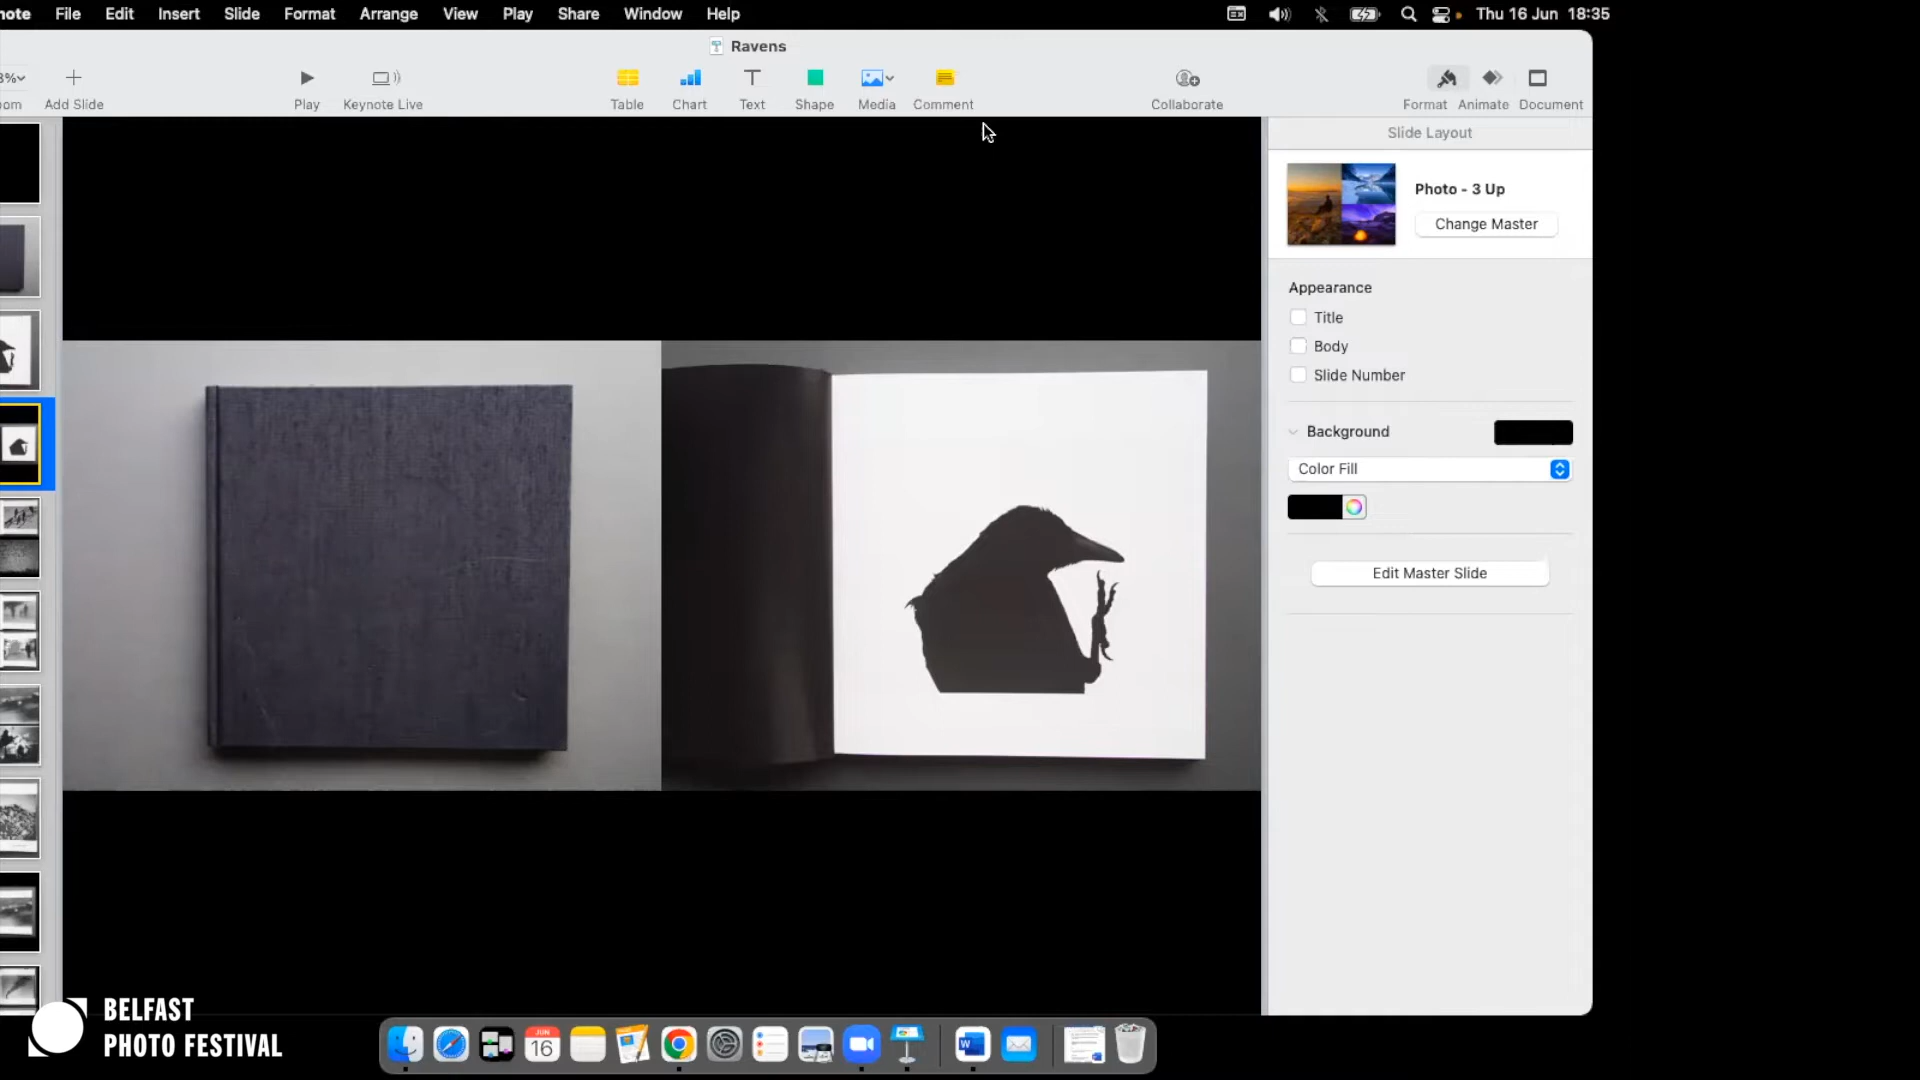 note File Edit Insert Slide Format Arrange View Play Share Window Help Thu 16 Jun 18:35
Ravens
Add Slide Play Keynote Live Table Chart Text Shape Media Comment Collaborate Format Animate Document
Slide Layout
Photo - 3 Up
Change Master
Appearance
Title
Body
Slide Number
Background
Color Fill
Edit Master Slide
BELFAST
PHOTO FESTIVAL
JUN
16
W